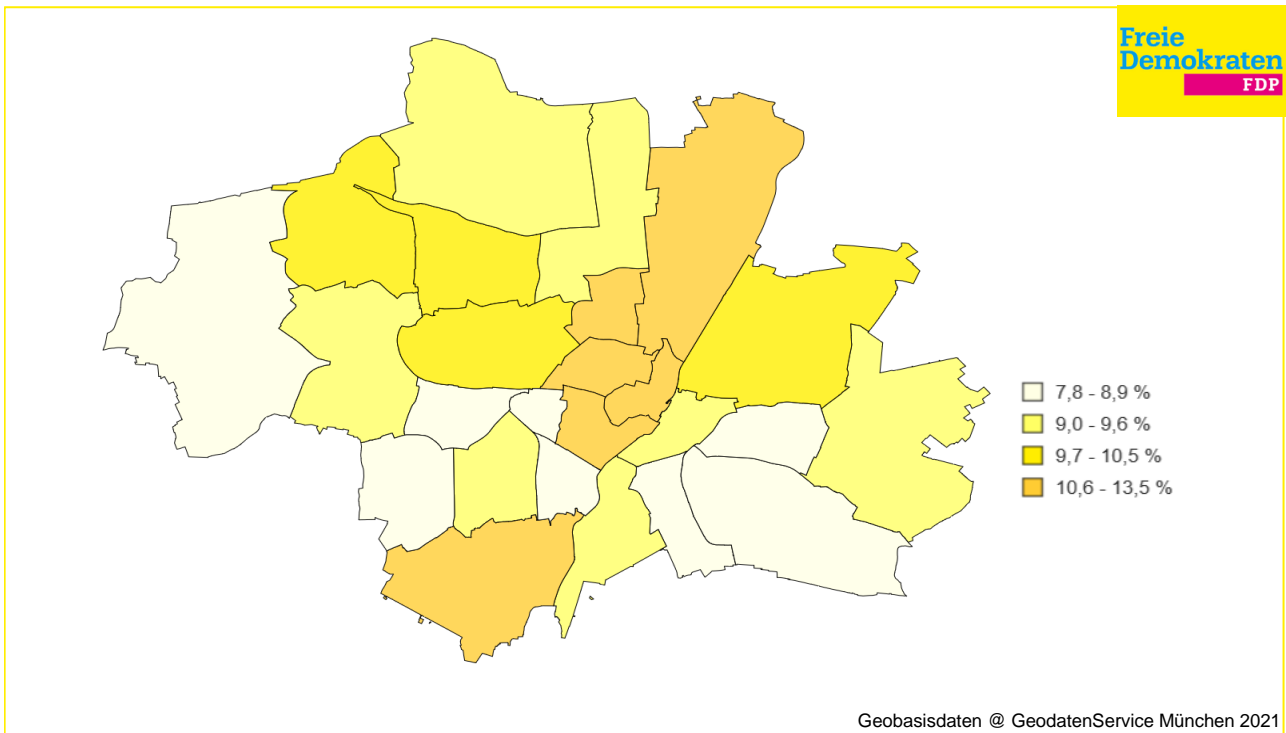 Freie
Demokraten
FDP
7,8 - 8,9 %
9,0 - 9,6 %
9,7 - 10,5 %
10,6 - 13,5 %
Geobasisdaten @ GeodatenService München 2021